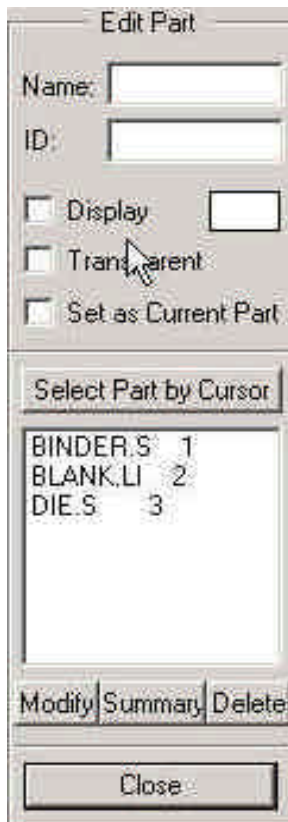 Edit Part
Name:
ID:
Display
Transparent
Set as Current Part
Select Part by Cursor
BINDER.S 1
BLANK.LI 2
DIE.S 3
Modify Summary Delete
Close